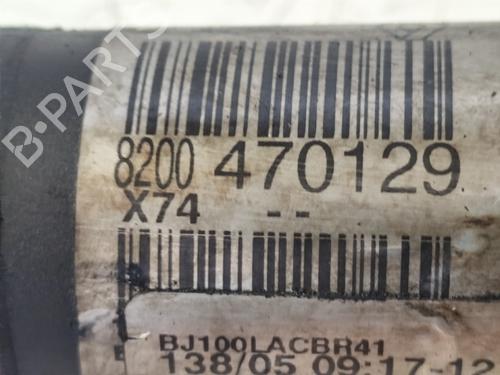 8200 470129
X74 --
BJ100LACBR41
138/05 09:17-12
B-PARTS